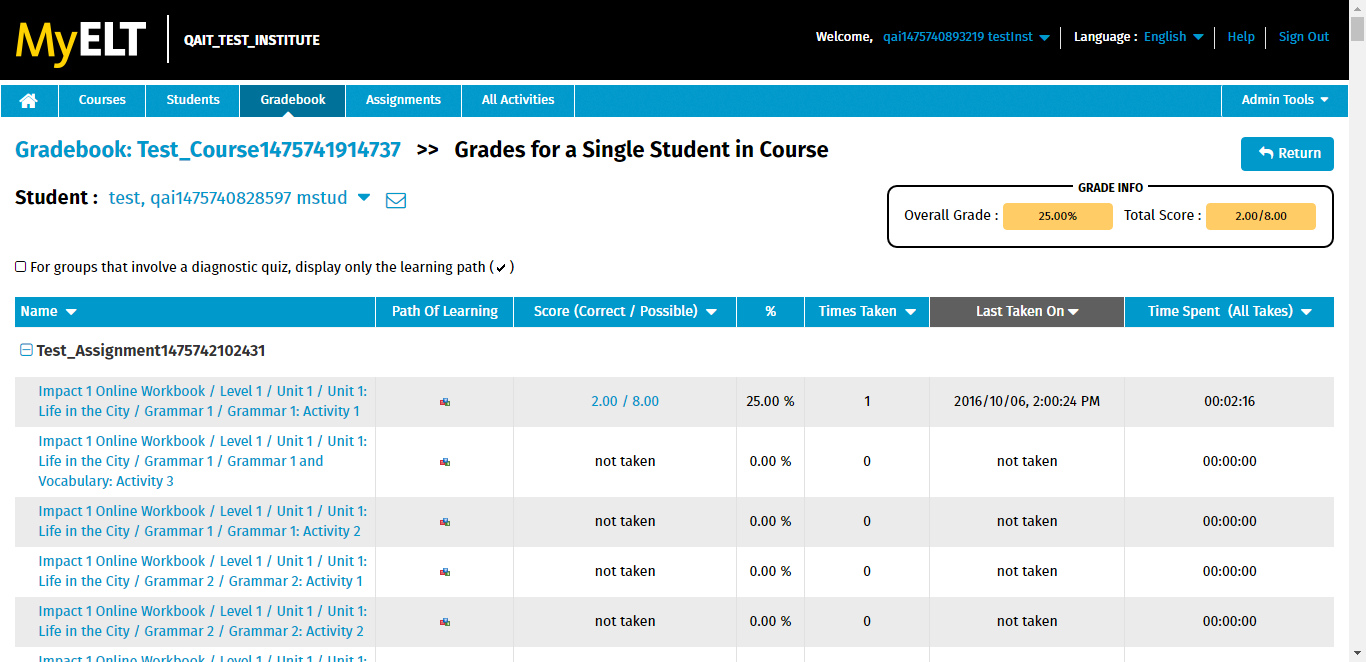 MyELT QAIT_TEST_INSTITUTE Welcome, qai1475740893219 testInst Language : English Help Sign Out
Courses Students Gradebook Assignments All Activities Admin Tools
Gradebook: Test_Course1475741914737 >> Grades for a Single Student in Course Return
Student : test, qai1475740828597 mstud
GRADE INFO
Overall Grade : 25.00% Total Score : 2.00/8.00
For groups that involve a diagnostic quiz, display only the learning path (✔)
Name Path Of Learning Score (Correct / Possible) % Times Taken Last Taken On Time Spent (All Takes)
Test_Assignment1475742102431
Impact 1 Online Workbook / Level 1 / Unit 1 / Unit 1:
Life in the City / Grammar 1 / Grammar 1: Activity 1
2.00 / 8.00 25.00 % 1 2016/10/06, 2:00:24 PM 00:02:16
Impact 1 Online Workbook / Level 1 / Unit 1 / Unit 1:
Life in the City / Grammar 1 / Grammar 1 and
Vocabulary: Activity 3
not taken 0.00 % 0 not taken 00:00:00
Impact 1 Online Workbook / Level 1 / Unit 1 / Unit 1:
Life in the City / Grammar 1 / Grammar 1: Activity 2
not taken 0.00 % 0 not taken 00:00:00
Impact 1 Online Workbook / Level 1 / Unit 1 / Unit 1:
Life in the City / Grammar 2 / Grammar 2: Activity 1
not taken 0.00 % 0 not taken 00:00:00
Impact 1 Online Workbook / Level 1 / Unit 1 / Unit 1:
Life in the City / Grammar 2 / Grammar 2: Activity 2
not taken 0.00 % 0 not taken 00:00:00
Impact 1 Online Workbook / Level 1 / Unit 1 / Unit 1: